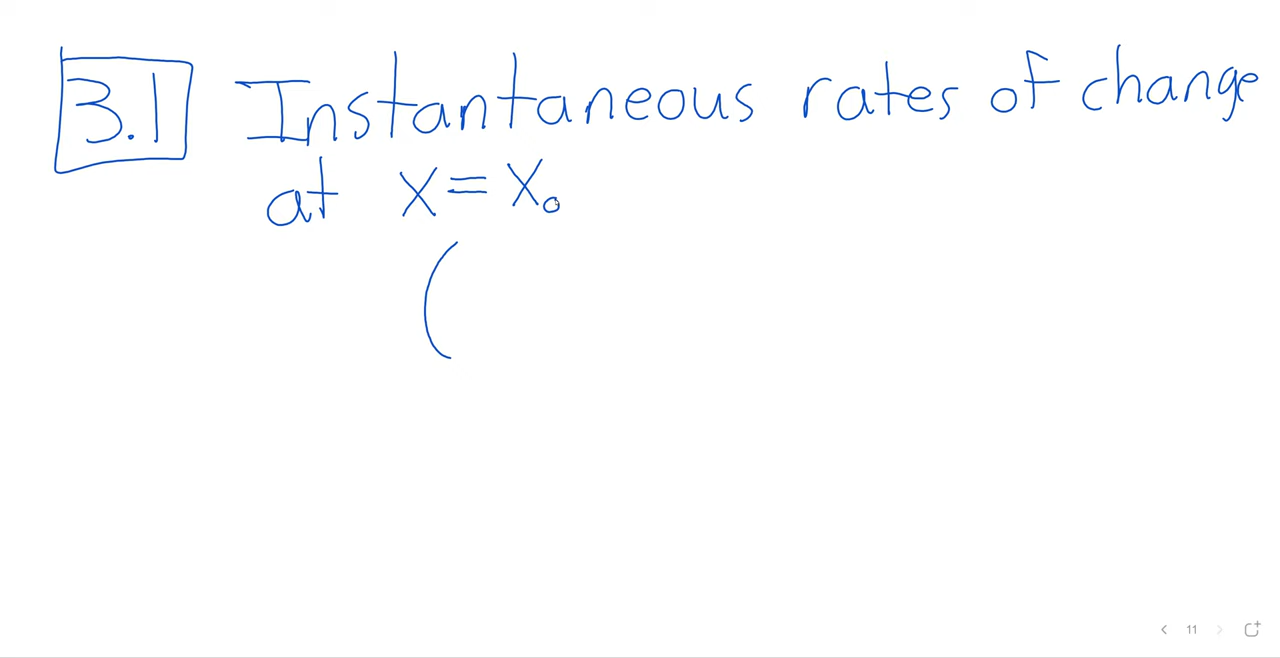 3.1 Instantaneous rates of change
at x = x₀
(
11